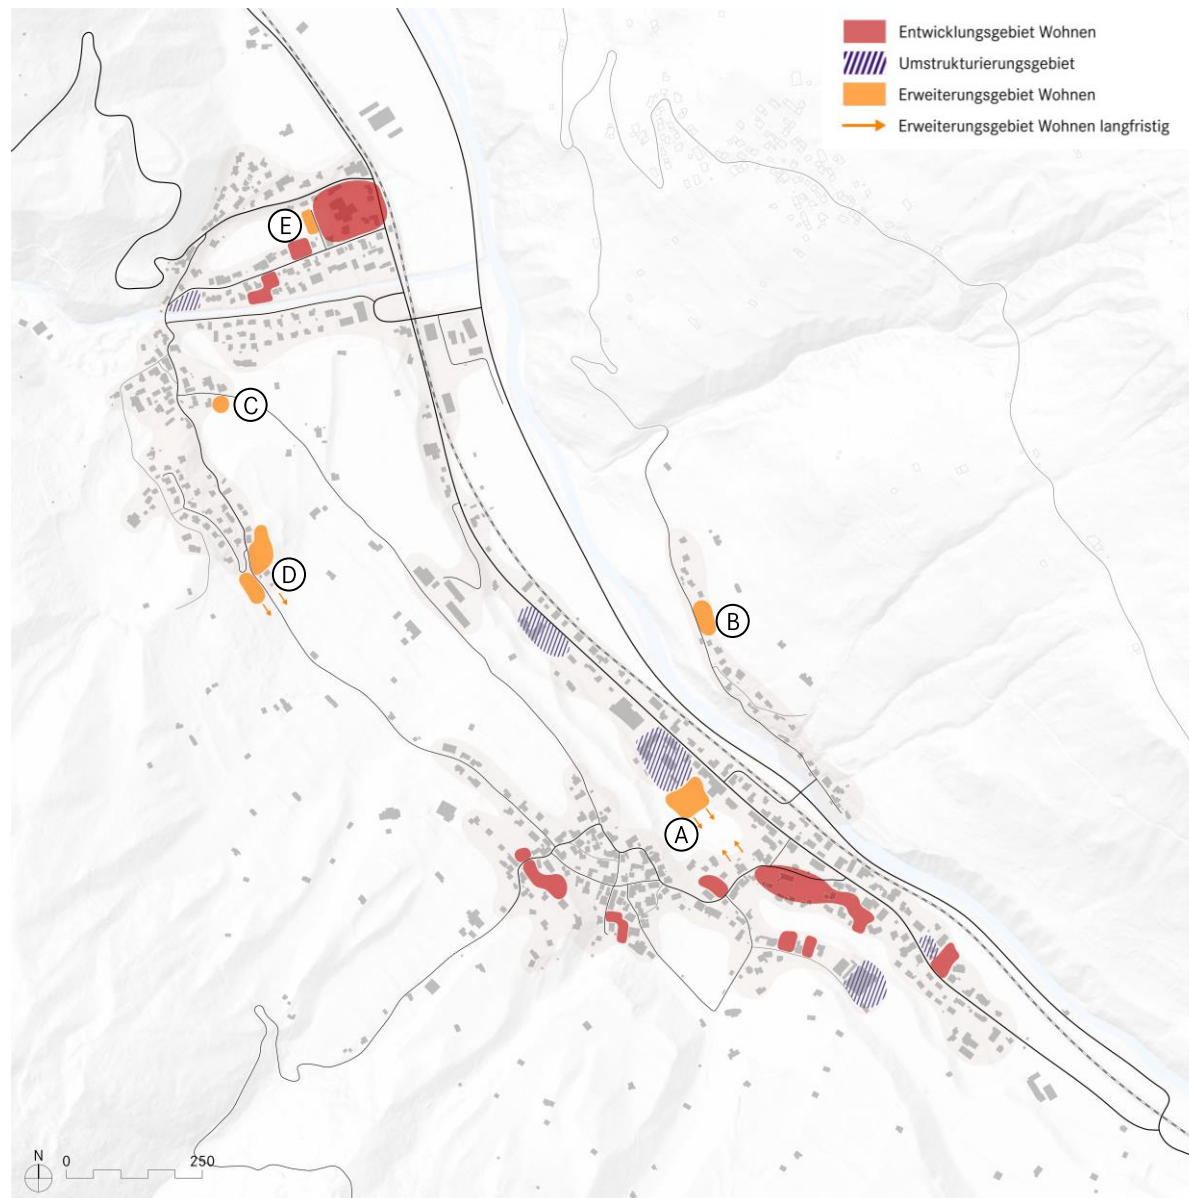 Entwicklungsgebiet Wohnen
Umstrukturierungsgebiet
Erweiterungsgebiet Wohnen
Erweiterungsgebiet Wohnen langfristig
E
C
D
B
A
N
0 250